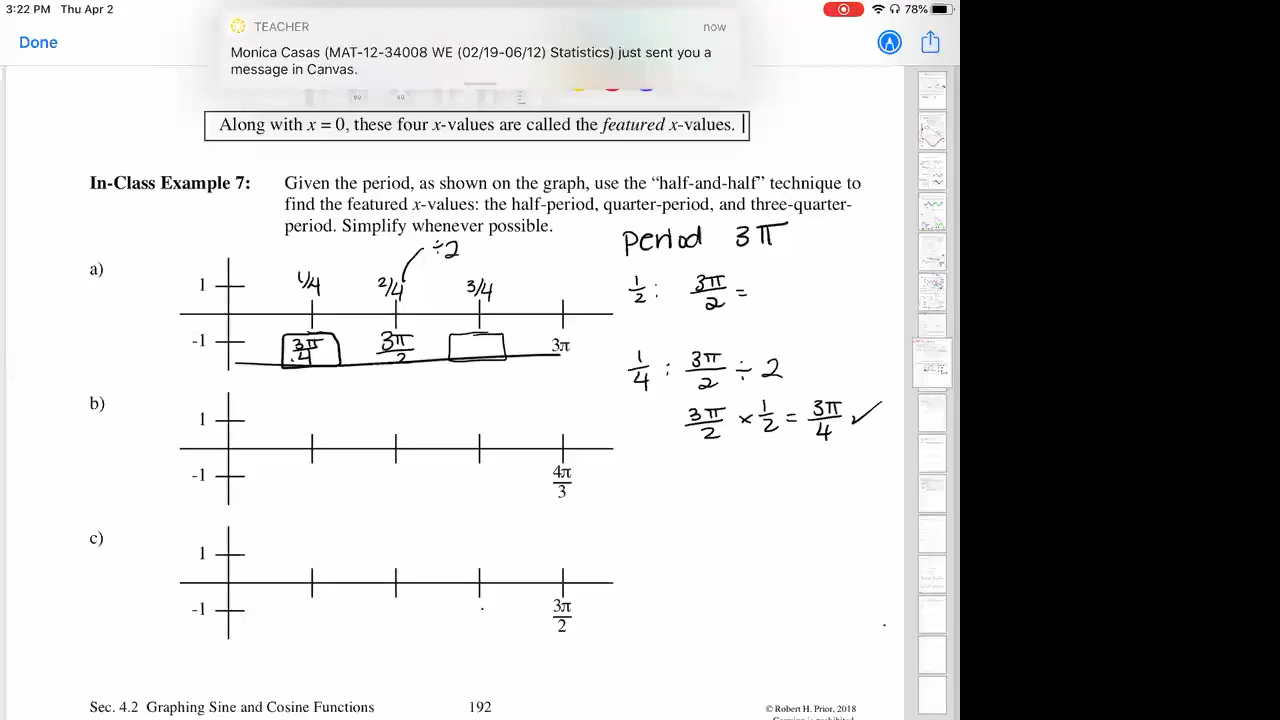 3:22 PM Thu Apr 2
78%
Done
TEACHER
now
Monica Casas (MAT-12-34008 WE (02/19-06/12) Statistics) just sent you a
message in Canvas.
Along with x = 0, these four x-values are called the featured x-values.
In-Class Example 7: Given the period, as shown on the graph, use the “half-and-half” technique to
find the featured x-values: the half-period, quarter-period, and three-quarter-
period. Simplify whenever possible.
period 3π
÷2
a)
1/4 2/4 3/4
1
-1
3π/4 3π/2 3π
1/2 : 3π/2 =
1/4 : 3π/2 ÷ 2
3π/2 × 1/2 = 3π/4 ✓
b)
1
-1
4π/3
c)
1
-1
3π/2
Sec. 4.2 Graphing Sine and Cosine Functions 192
© Robert H. Prior, 2018